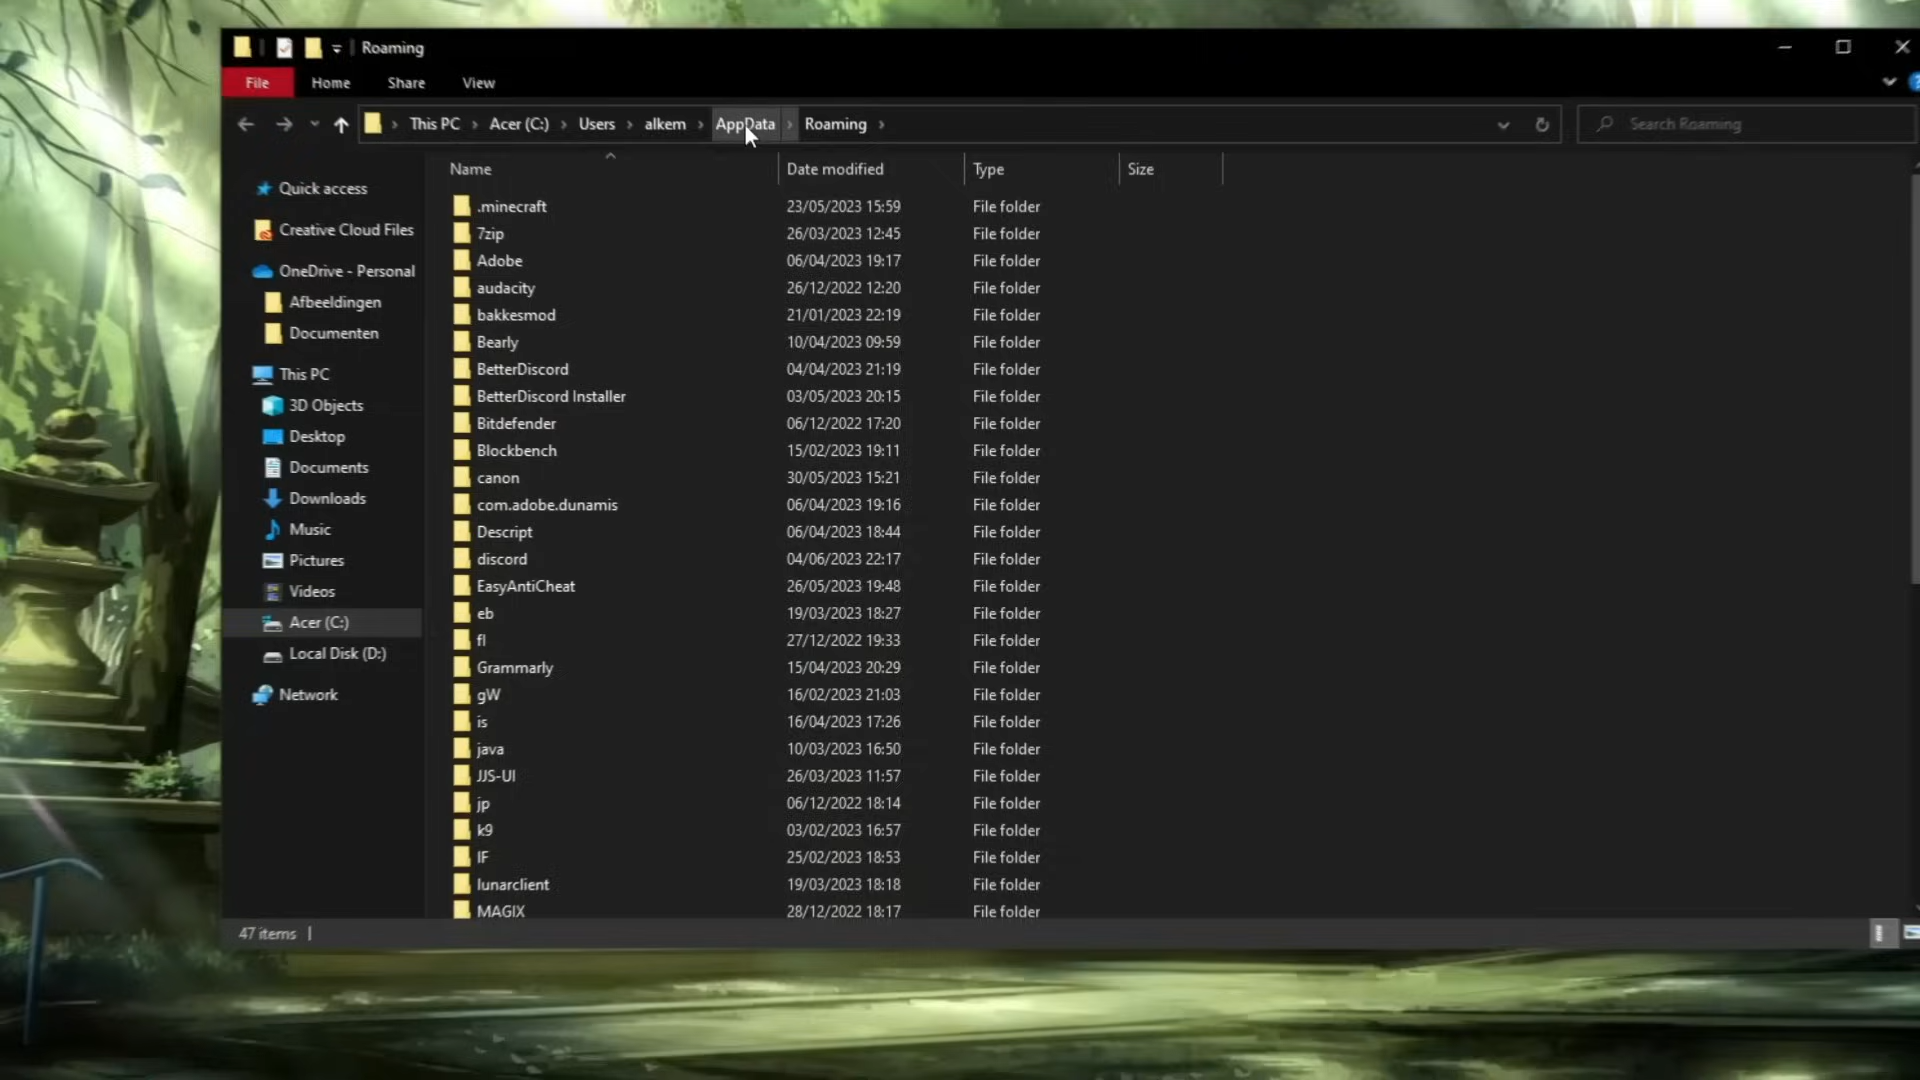 Roaming
File Home Share View
This PC Acer (C:) Users alkem AppData Roaming Search Roaming
Name Date modified Type Size
Quick access
Creative Cloud Files
OneDrive - Personal
Afbeeldingen
Documenten
This PC
3D Objects
Desktop
Documents
Downloads
Music
Pictures
Videos
Acer (C:)
Local Disk (D:)
Network
.minecraft 23/05/2023 15:59 File folder
7zip 26/03/2023 12:45 File folder
Adobe 06/04/2023 19:17 File folder
audacity 26/12/2022 12:20 File folder
bakkesmod 21/01/2023 22:19 File folder
Bearly 10/04/2023 09:59 File folder
BetterDiscord 04/04/2023 21:19 File folder
BetterDiscord Installer 03/05/2023 20:15 File folder
Bitdefender 06/12/2022 17:20 File folder
Blockbench 15/02/2023 19:11 File folder
canon 30/05/2023 15:21 File folder
com.adobe.dunamis 06/04/2023 19:16 File folder
Descript 06/04/2023 18:44 File folder
discord 04/06/2023 22:17 File folder
EasyAntiCheat 26/05/2023 19:48 File folder
eb 19/03/2023 18:27 File folder
fl 27/12/2022 19:33 File folder
Grammarly 15/04/2023 20:29 File folder
gW 16/02/2023 21:03 File folder
is 16/04/2023 17:26 File folder
java 10/03/2023 16:50 File folder
JJS-UI 26/03/2023 11:57 File folder
jp 06/12/2022 18:14 File folder
k9 03/02/2023 16:57 File folder
IF 25/02/2023 18:53 File folder
lunarclient 19/03/2023 18:18 File folder
MAGIX 28/12/2022 18:17 File folder
47 items